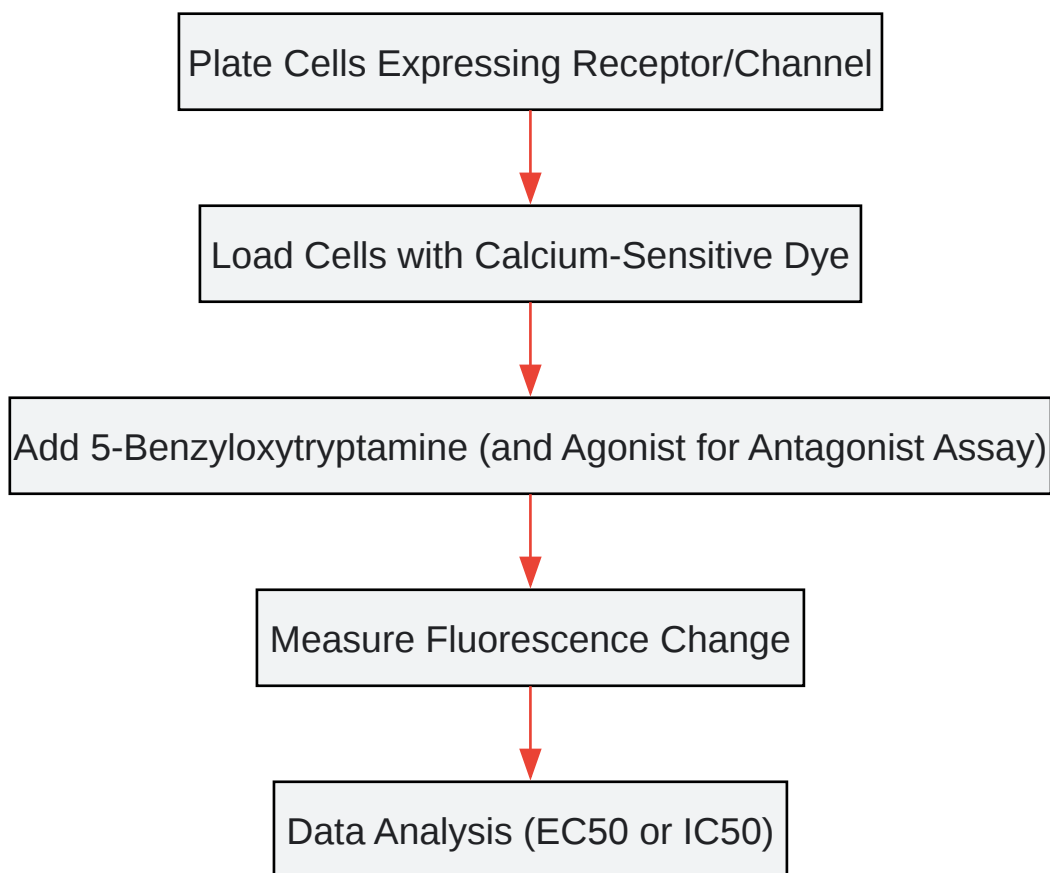 Plate Cells Expressing Receptor/Channel
Load Cells with Calcium-Sensitive Dye
Add 5-Benzyloxytryptamine (and Agonist for Antagonist Assay)
Measure Fluorescence Change
Data Analysis (EC50 or IC50)